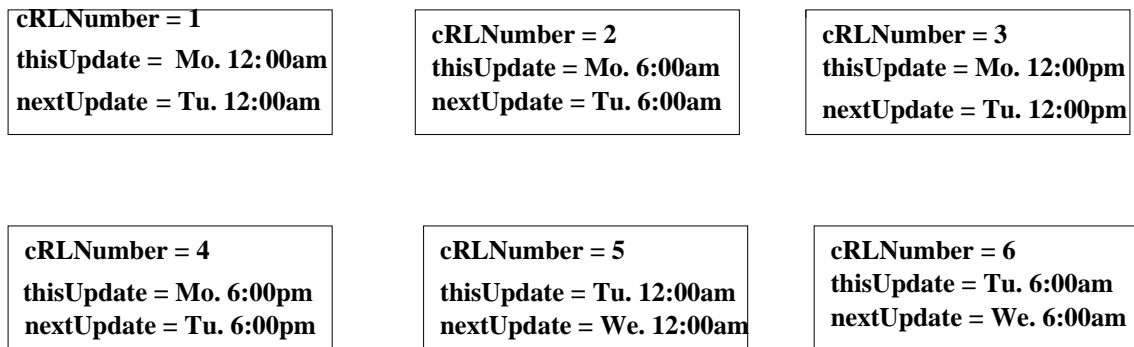 cRLNumber = 1
thisUpdate = Mo. 12:00am
nextUpdate = Tu. 12:00am
cRLNumber = 2
thisUpdate = Mo. 6:00am
nextUpdate = Tu. 6:00am
cRLNumber = 3
thisUpdate = Mo. 12:00pm
nextUpdate = Tu. 12:00pm
cRLNumber = 4
thisUpdate = Mo. 6:00pm
nextUpdate = Tu. 6:00pm
cRLNumber = 5
thisUpdate = Tu. 12:00am
nextUpdate = We. 12:00am
cRLNumber = 6
thisUpdate = Tu. 6:00am
nextUpdate = We. 6:00am